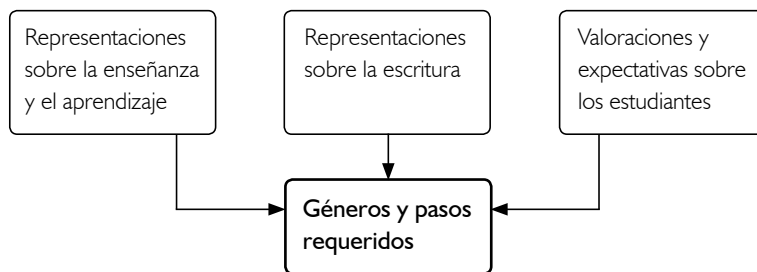 Representaciones
sobre la enseñanza
y el aprendizaje
Representaciones
sobre la escritura
Valoraciones y
expectativas sobre
los estudiantes
Géneros y pasos
requeridos